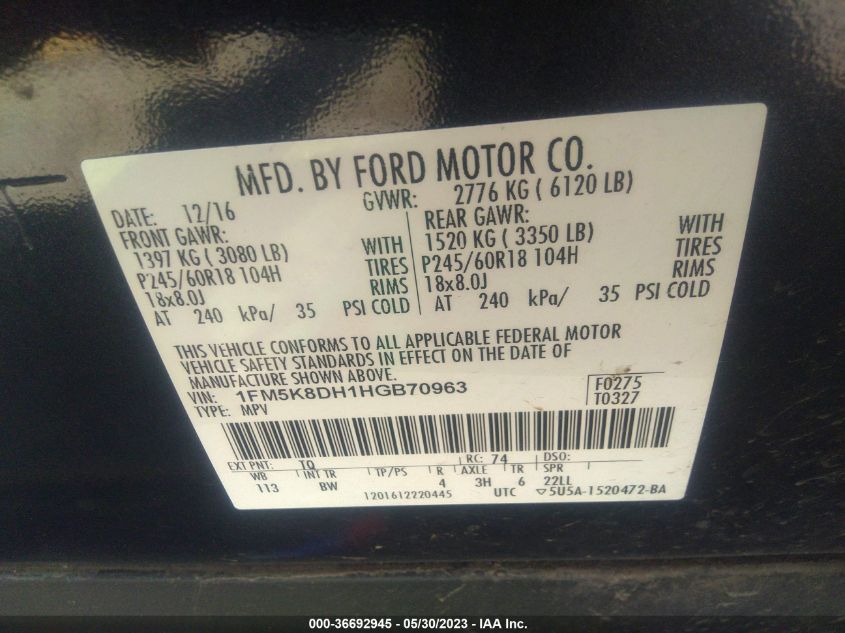 MFD. BY FORD MOTOR CO.
DATE: 12/16 GVWR: 2776 KG ( 6120 LB)
FRONT GAWR: REAR GAWR:
1397 KG ( 3080 LB) WITH 1520 KG ( 3350 LB) WITH
P245/60R18 104H TIRES P245/60R18 104H TIRES
18x8.0J RIMS 18x8.0J RIMS
AT 240 kPa/ 35 PSI COLD AT 240 kPa/ 35 PSI COLD
THIS VEHICLE CONFORMS TO ALL APPLICABLE FEDERAL MOTOR
VEHICLE SAFETY STANDARDS IN EFFECT ON THE DATE OF
MANUFACTURE SHOWN ABOVE.
VIN: 1FM5K8DH1HGB70963 F0275
TYPE: MPV T0327
EXT PNT: TQ RC: 74 DSO:
WB INT TR TP/PS R AXLE TR SPR
113 BW 4 3H 6 22LL
1201612220445 UTC ▽5U5A-1520472-BA
000-36692945 - 05/30/2023 - IAA Inc.